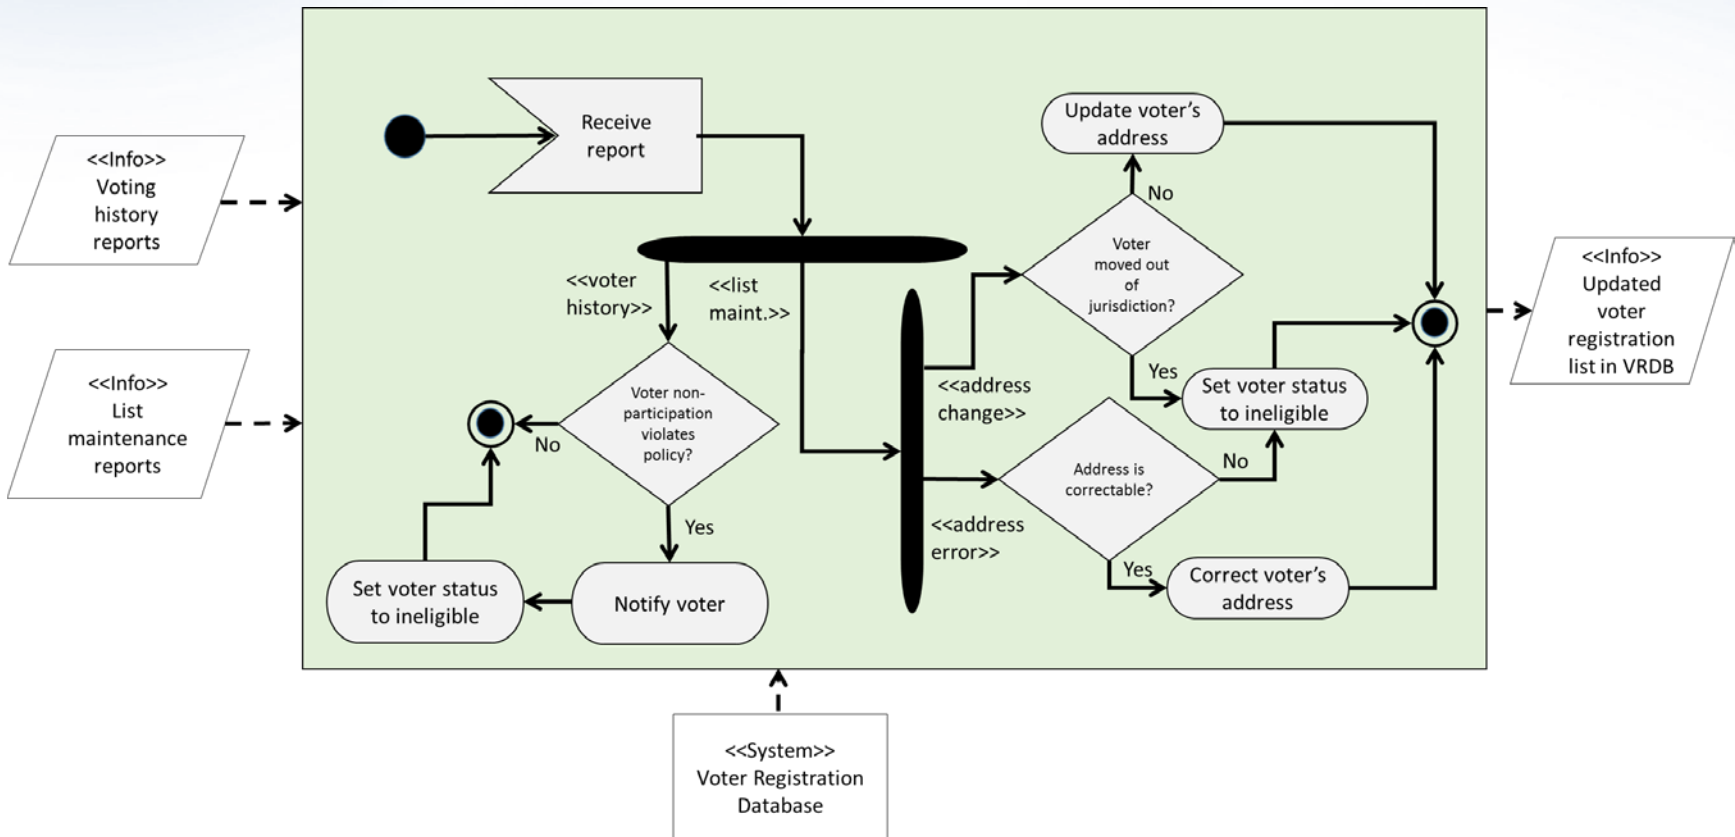 <<Info>>
Voting
history
reports
<<Info>>
List
maintenance
reports
Receive
report
<<voter
history>>
<<list
maint.>>
Voter non-
participation
violates
policy?
No
Yes
Notify voter
Set voter status
to ineligible
<<address
change>>
<<address
error>>
Voter
moved out
of
jurisdiction?
No
Update voter’s
address
Yes
Set voter status
to ineligible
Address is
correctable?
No
Yes
Correct voter’s
address
<<Info>>
Updated
voter
registration
list in VRDB
<<System>>
Voter Registration
Database